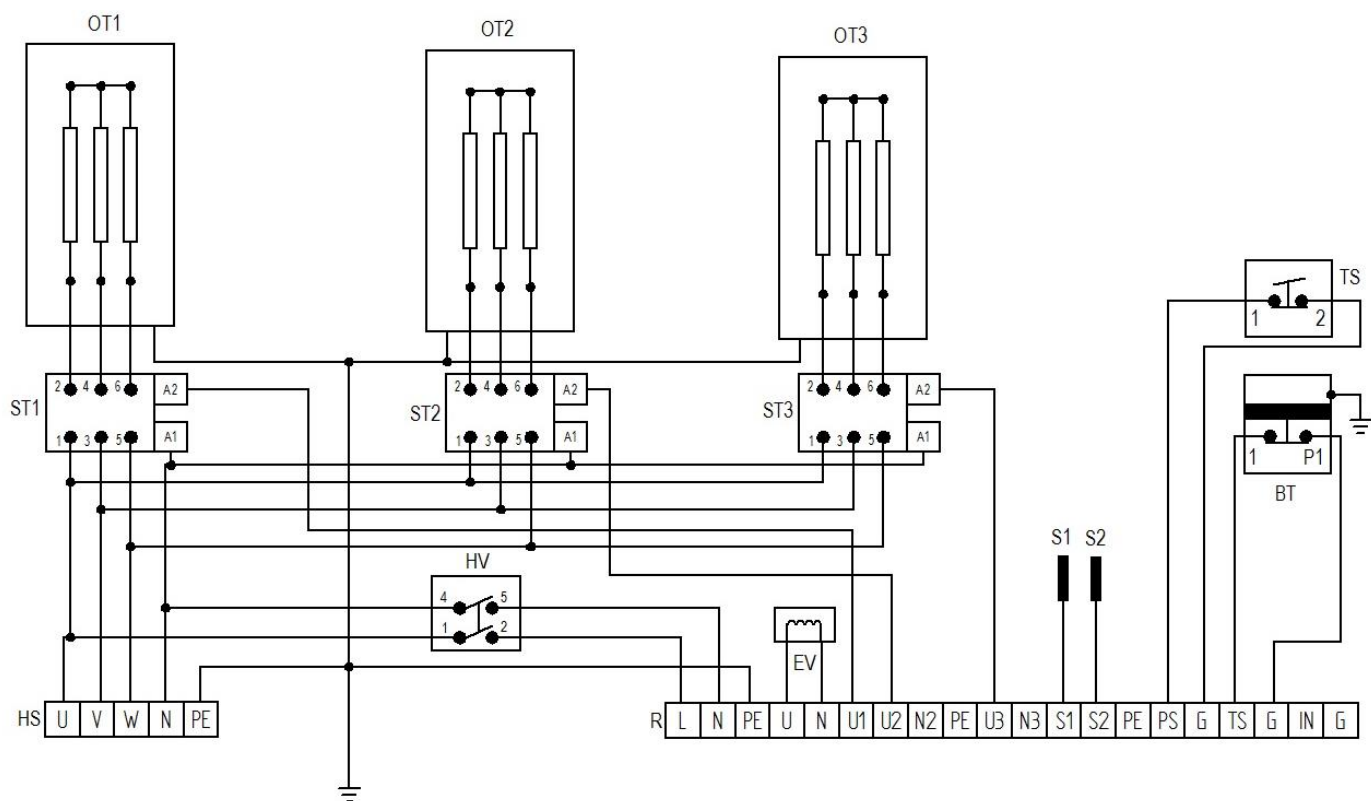 OT1 OT2 OT3
TS
1 2
2 4 6 A2 2 4 6 A2 2 4 6 A2
ST1 ST2 ST3
1 3 5 A1 1 3 5 A1 1 3 5 A1
1 P1
BT
S1 S2
HV
4 5
1 2
EV
HS U V W N PE
R L N PE U N U1 U2 N2 PE U3 N3 S1 S2 PE PS G TS G IN G